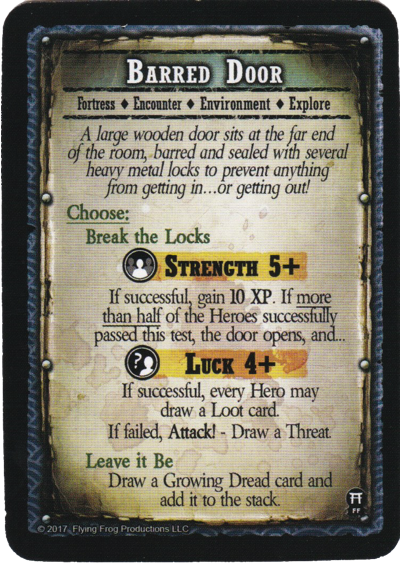 BARRED DOOR
Fortress ◆ Encounter ◆ Environment ◆ Explore
A large wooden door sits at the far end
of the room, barred and sealed with several
heavy metal locks to prevent anything
from getting in...or getting out!
Choose:
Break the Locks
STRENGTH 5+
If successful, gain 10 XP. If more
than half of the Heroes successfully
passed this test, the door opens, and...
LUCK 4+
If successful, every Hero may
draw a Loot card.
If failed, Attack! - Draw a Threat.
Leave it Be
Draw a Growing Dread card and
add it to the stack.
FF
©2017 Flying Frog Productions LLC